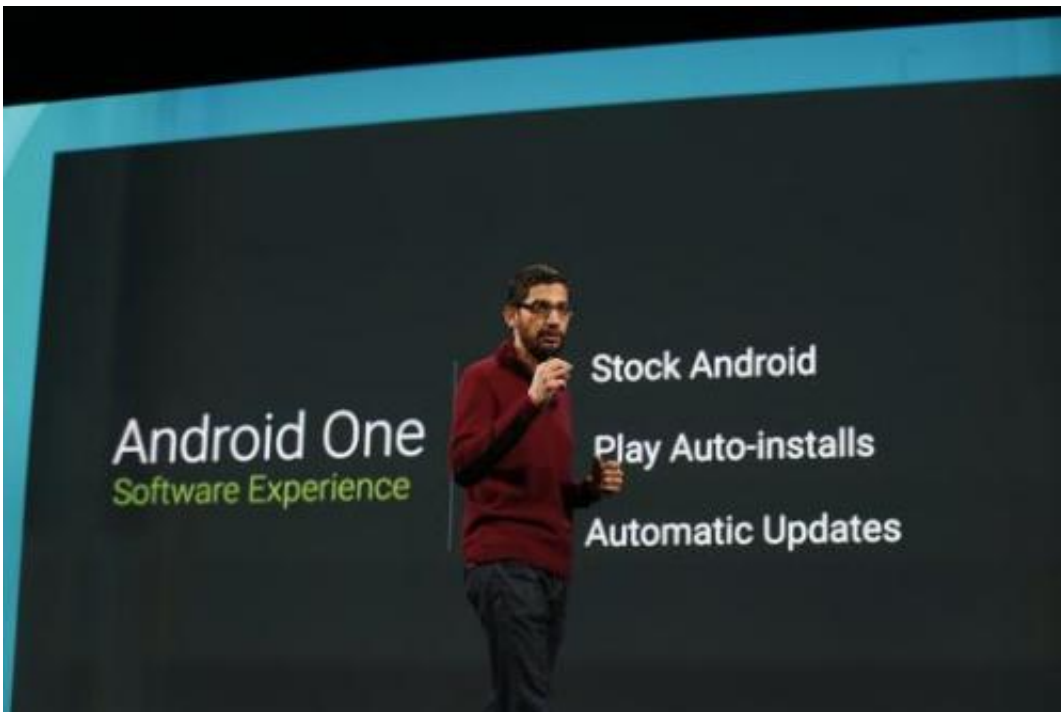 Android One
Software Experience
Stock Android
Play Auto-installs
Automatic Updates